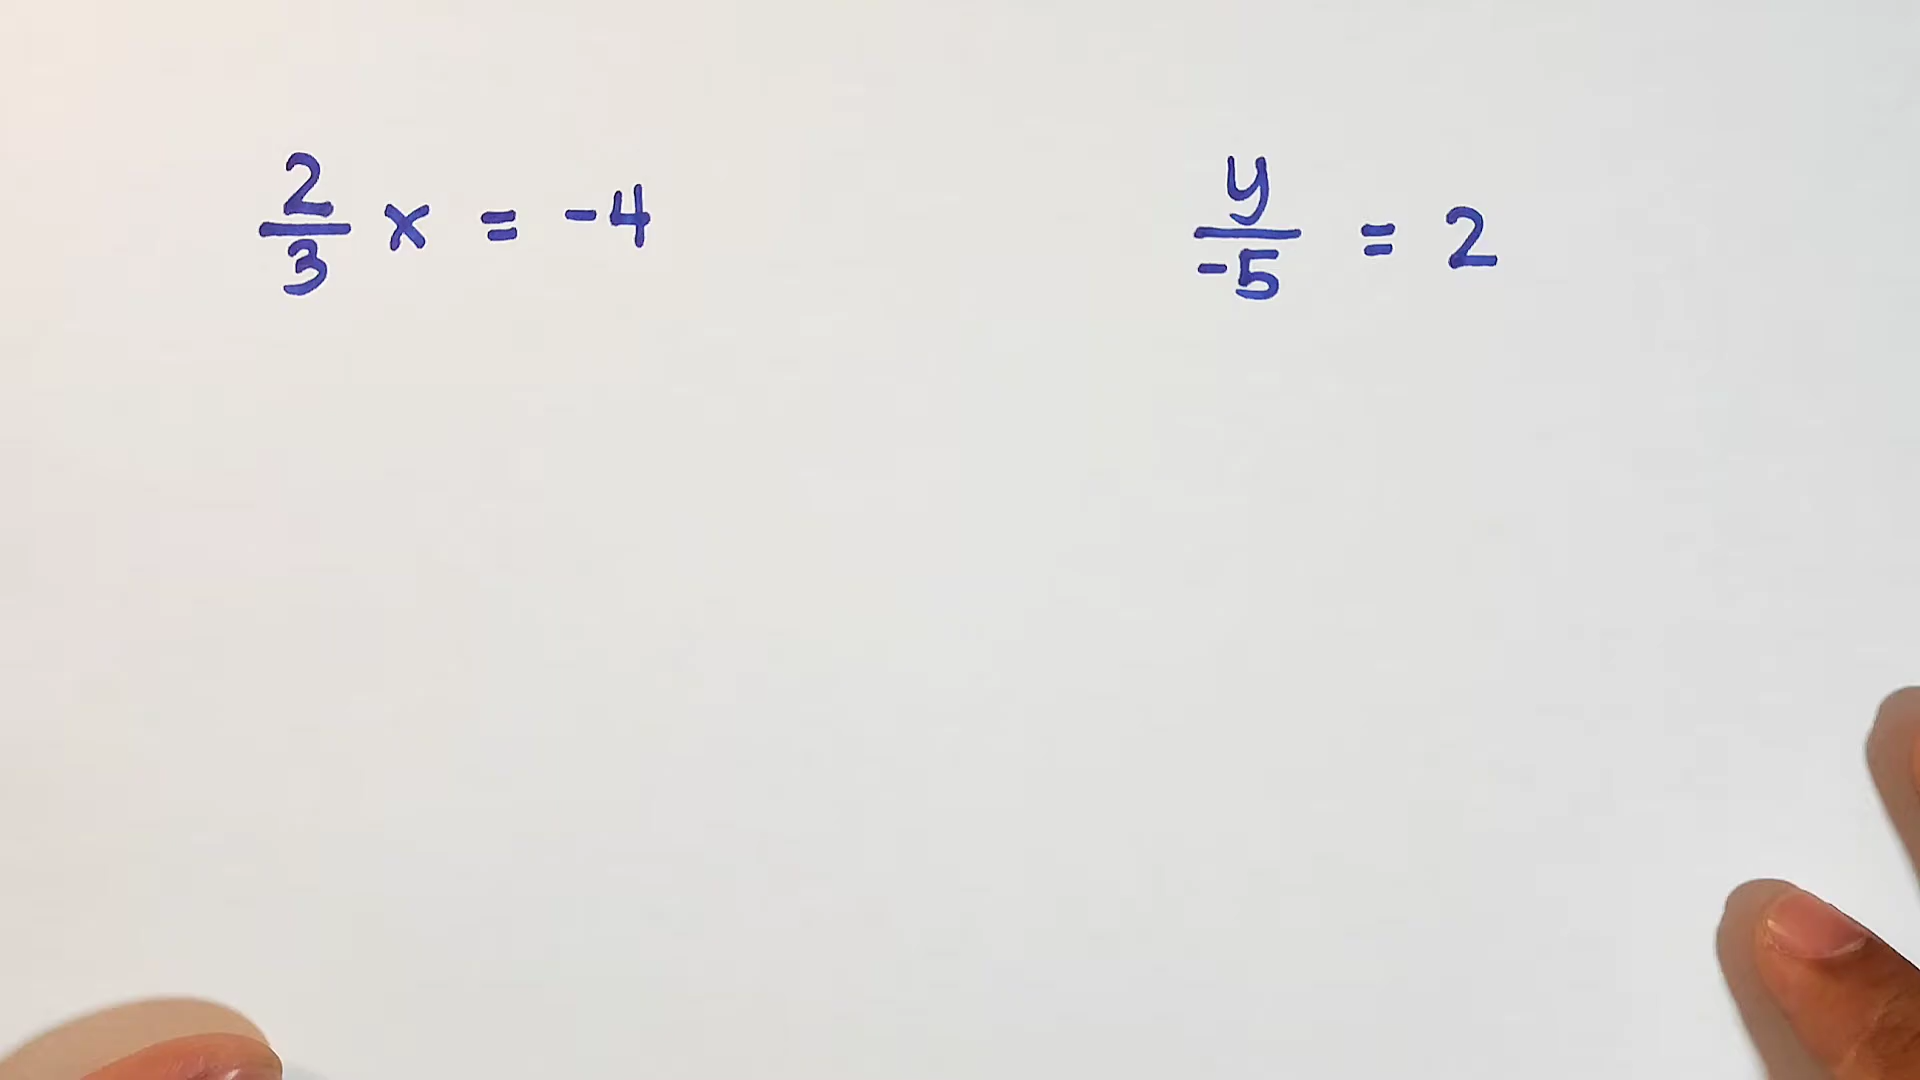 2/3 x = -4
y/-5 = 2